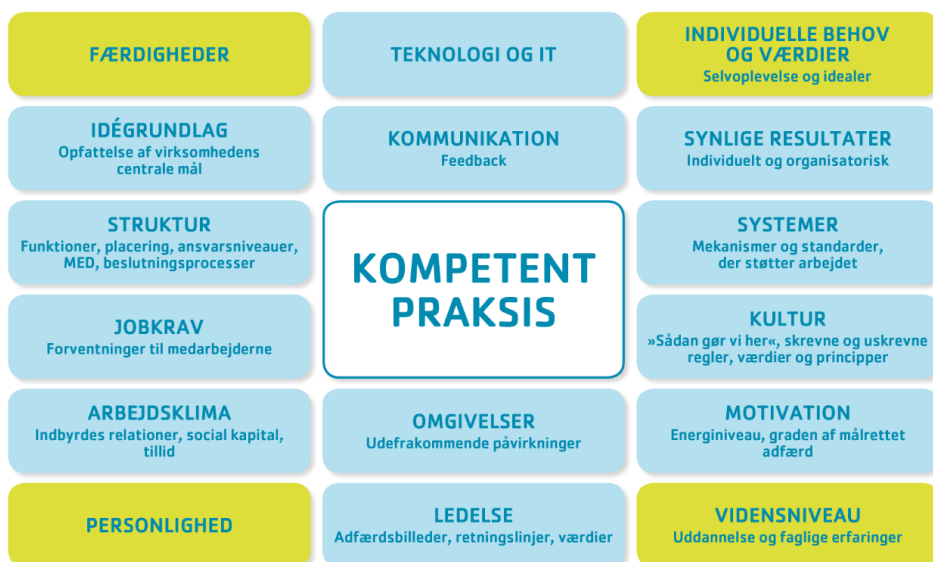 FÆRDIGHEDER
TEKNOLOGI OG IT
INDIVIDUELLE BEHOV
OG VÆRDIER
Selvoplevelse og idealer
IDÉGRUNDLAG
Opfattelse af virksomhedens
centrale mål
KOMMUNIKATION
Feedback
SYNLIGE RESULTATER
Individuelt og organisatorisk
STRUKTUR
Funktioner, placering, ansvarsniveauer,
MED, beslutningsprocesser
KOMPETENT
PRAKSIS
SYSTEMER
Mekanismer og standarder,
der støtter arbejdet
JOBKRAV
Forventninger til medarbejderne
KULTUR
»Sådan gør vi her«, skrevne og uskrevne
regler, værdier og principper
ARBEJDSKLIMA
Indbyrdes relationer, social kapital,
tillid
OMGIVELSER
Udefrakommende påvirkninger
MOTIVATION
Energiniveau, graden af målrettet
adfærd
PERSONLIGHED
LEDELSE
Adfærdsbilleder, retningslinjer, værdier
VIDENSNIVEAU
Uddannelse og faglige erfaringer